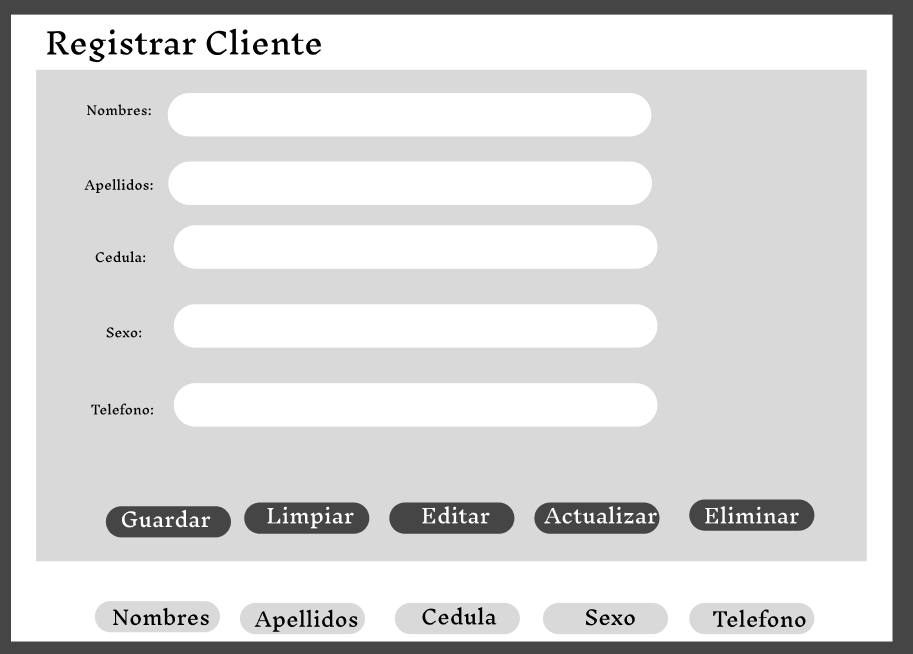 Registrar Cliente
Nombres:
Apellidos:
Cedula:
Sexo:
Telefono:
Guardar Limpiar Editar Actualizar Eliminar
Nombres Apellidos Cedula Sexo Telefono